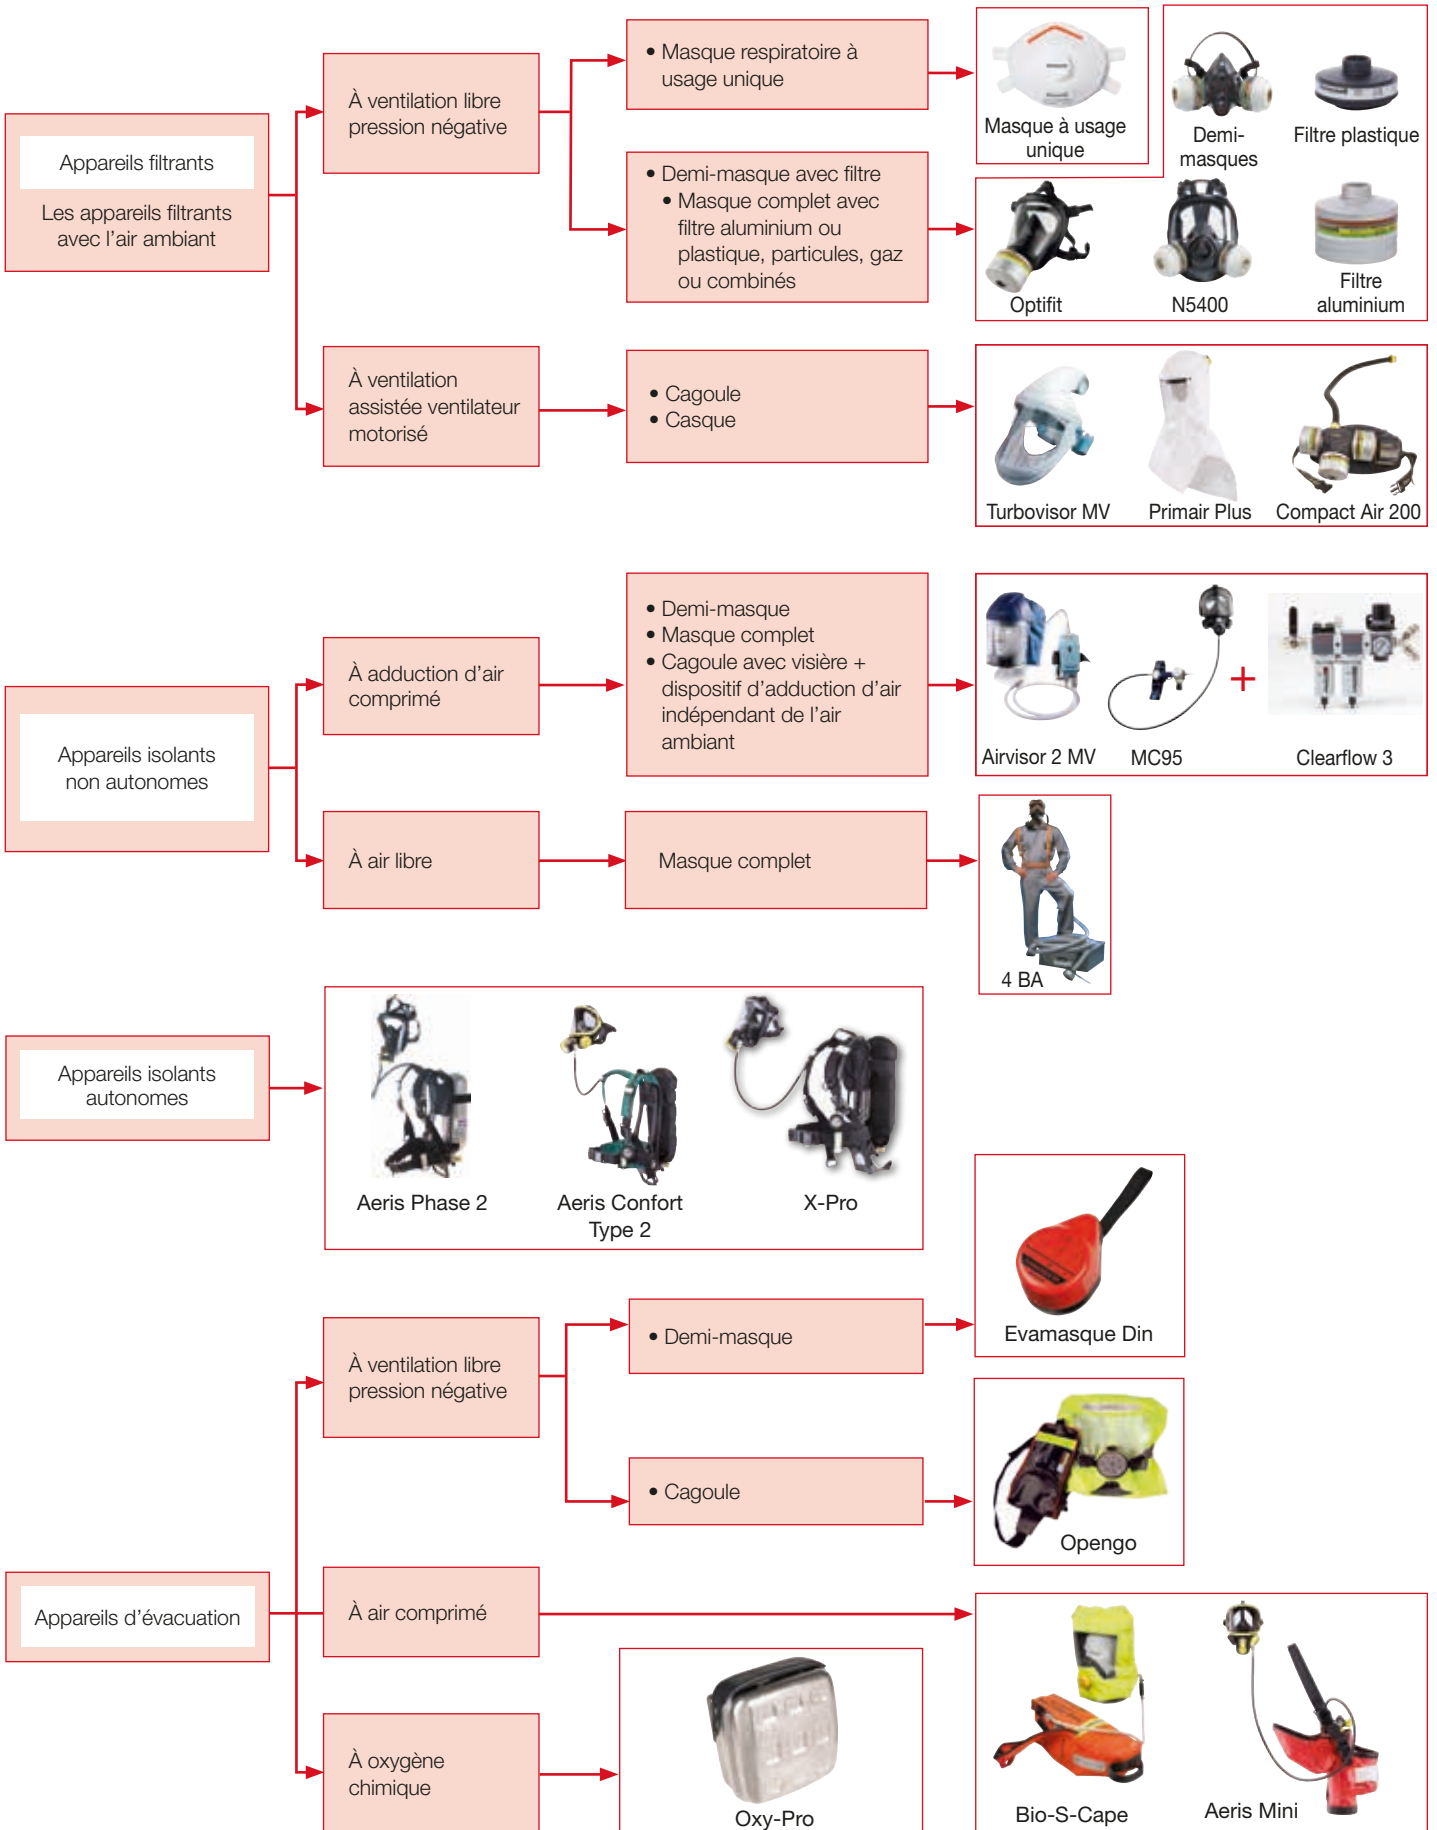 Appareils filtrants
Les appareils filtrants
avec l'air ambiant
À ventilation libre
pression négative
• Masque respiratoire à
usage unique
Masque à usage
unique
• Demi-masque avec filtre
• Masque complet avec
filtre aluminium ou
plastique, particules, gaz
ou combinés
Demi-
masques
Filtre plastique
Optifit
N5400
Filtre
aluminium
À ventilation
assistée ventilateur
motorisé
• Cagoule
• Casque
Turbovisor MV
Primair Plus
Compact Air 200
Appareils isolants
non autonomes
À adduction d'air
comprimé
• Demi-masque
• Masque complet
• Cagoule avec visière +
dispositif d'adduction d'air
indépendant de l'air
ambiant
Airvisor 2 MV
MC95
+
Clearflow 3
À air libre
Masque complet
4 BA
Appareils isolants
autonomes
Aeris Phase 2
Aeris Confort
Type 2
X-Pro
Appareils d'évacuation
À ventilation libre
pression négative
• Demi-masque
Evamasque Din
• Cagoule
Opengo
À air comprimé
Bio-S-Cape
Aeris Mini
À oxygène
chimique
Oxy-Pro